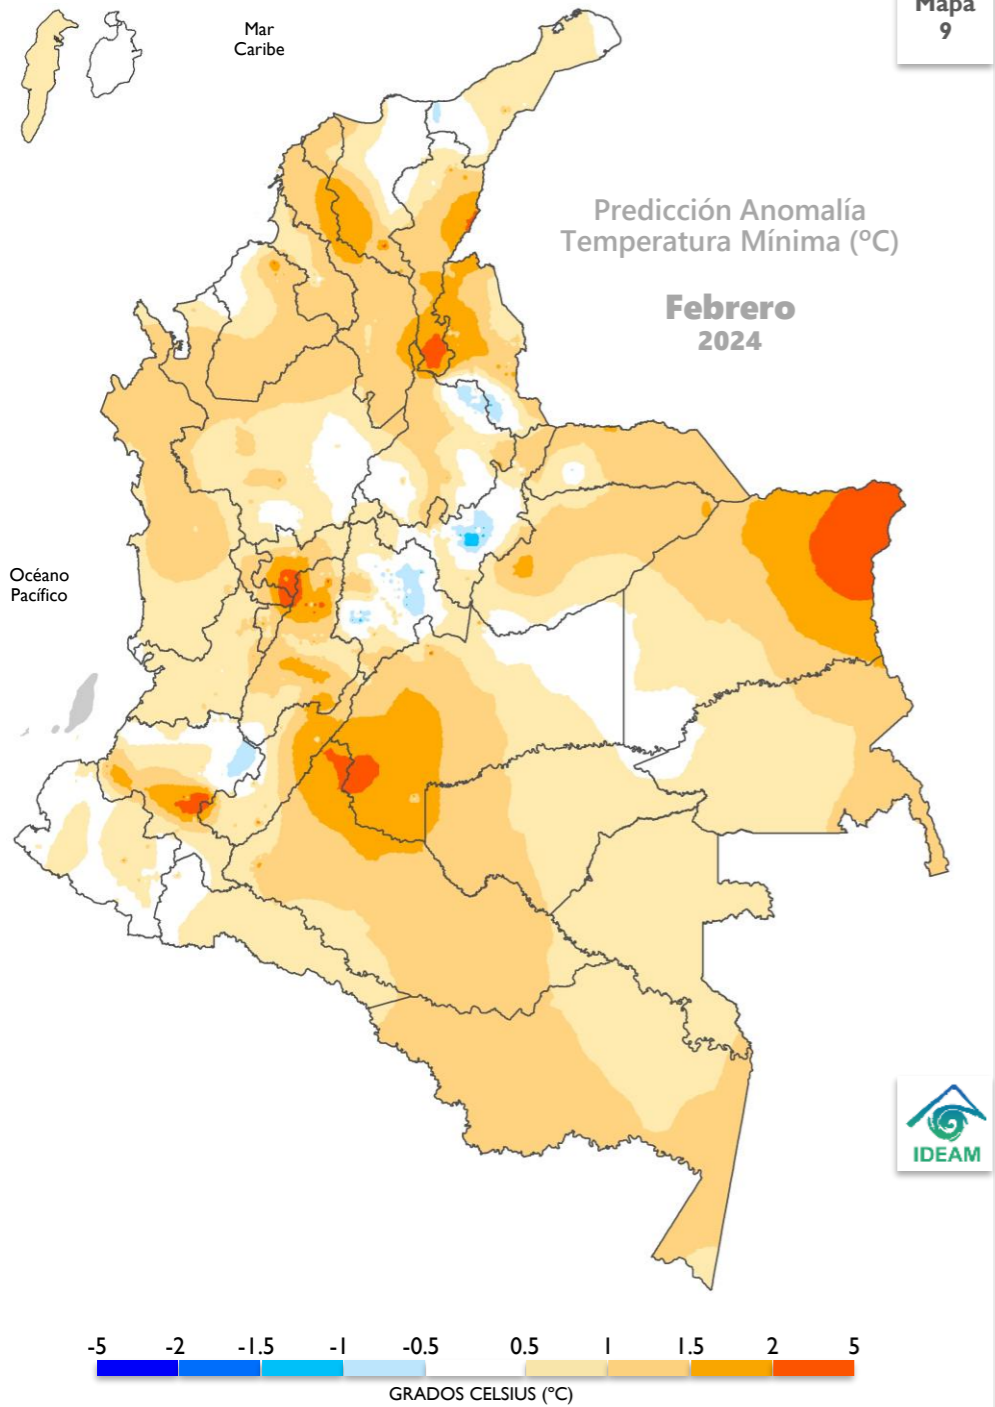 Mapa
9
Mar
Caribe
Predicción Anomalía
Temperatura Mínima (ºC)
Febrero
2024
Océano
Pacífico
IDEAM
-5 -2 -1.5 -1 -0.5 0.5 1 1.5 2 5
GRADOS CELSIUS (ºC)